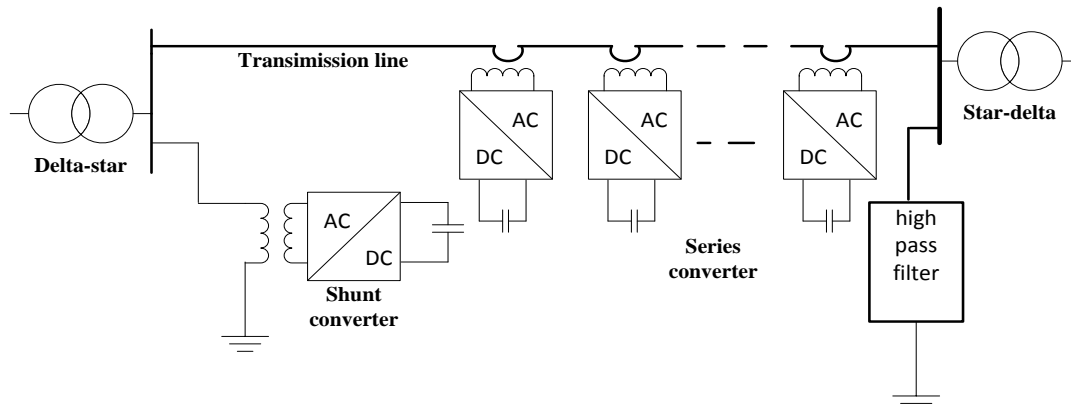 Transimission line
Delta-star
AC
DC
Shunt
converter
AC
DC
AC
DC
AC
DC
Series
converter
Star-delta
high
pass
filter